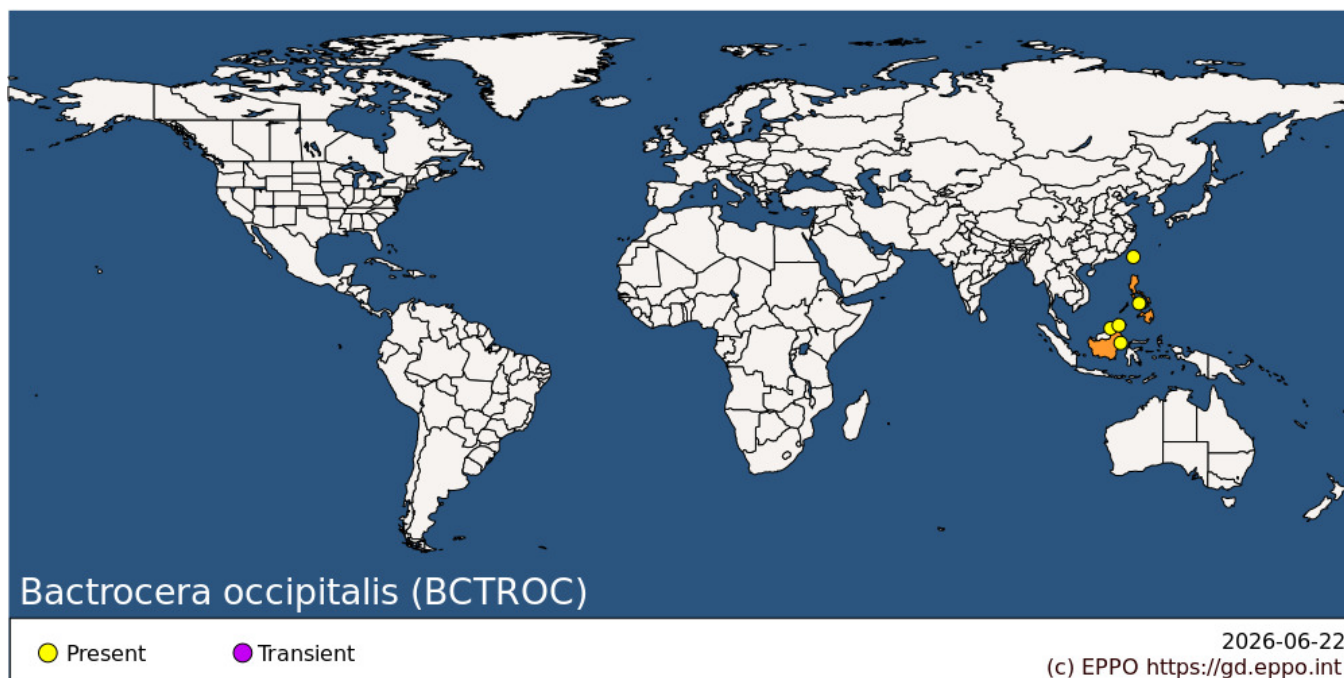 Bactrocera occipitalis (BCTROC)
Present
Transient
2026-06-22
(c) EPPO https://gd.eppo.int